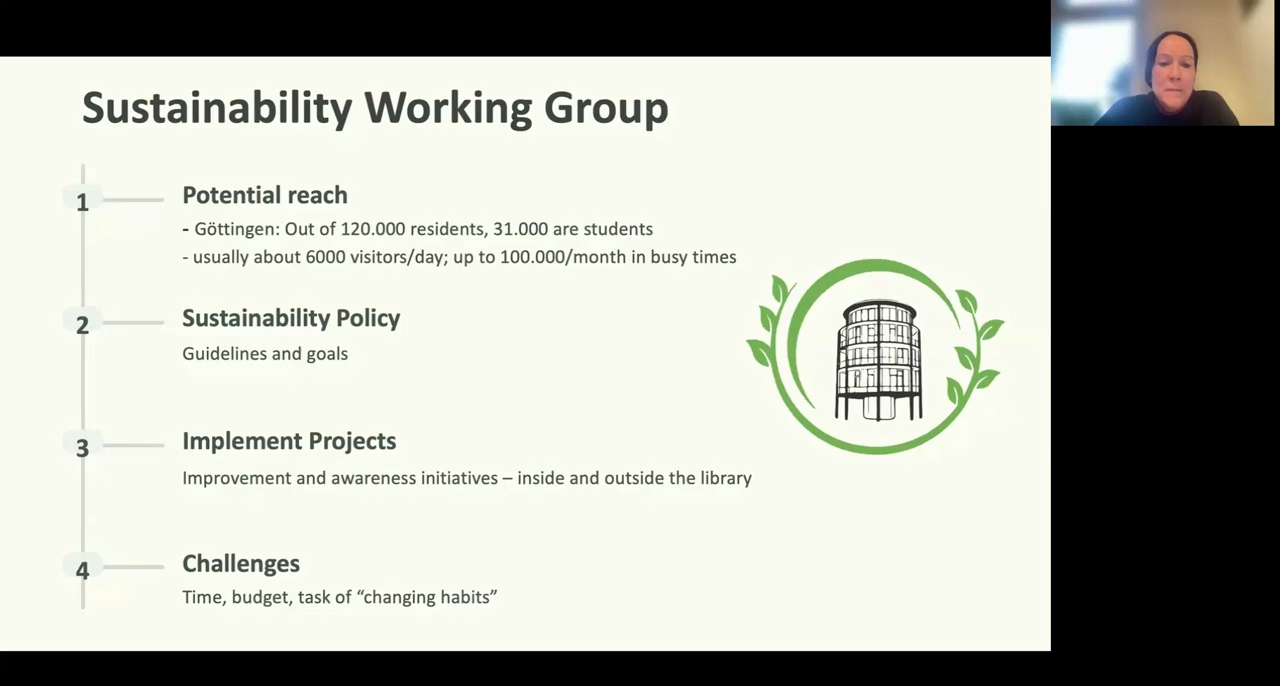 Sustainability Working Group
1
Potential reach
- Göttingen: Out of 120.000 residents, 31.000 are students
- usually about 6000 visitors/day; up to 100.000/month in busy times
2
Sustainability Policy
Guidelines and goals
3
Implement Projects
Improvement and awareness initiatives – inside and outside the library
4
Challenges
Time, budget, task of “changing habits”